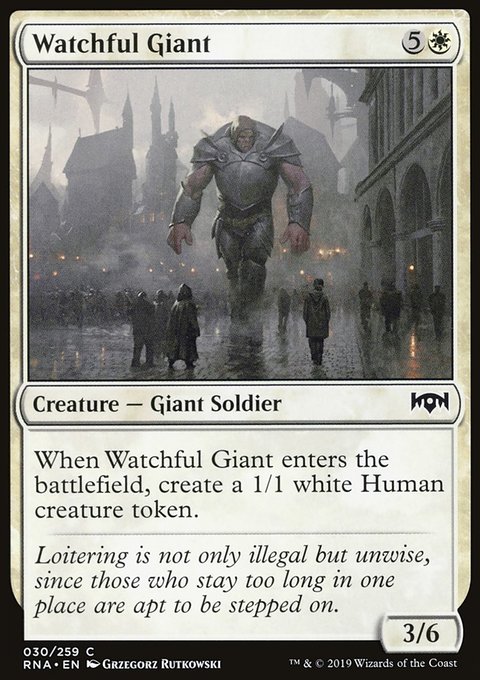 Watchful Giant 5
Creature — Giant Soldier
When Watchful Giant enters the
battlefield, create a 1/1 white Human
creature token.
Loitering is not only illegal but unwise,
since those who stay too long in one
place are apt to be stepped on.
3/6
030/259 C
RNA • EN Grzegorz Rutkowski
™ & © 2019 Wizards of the Coast